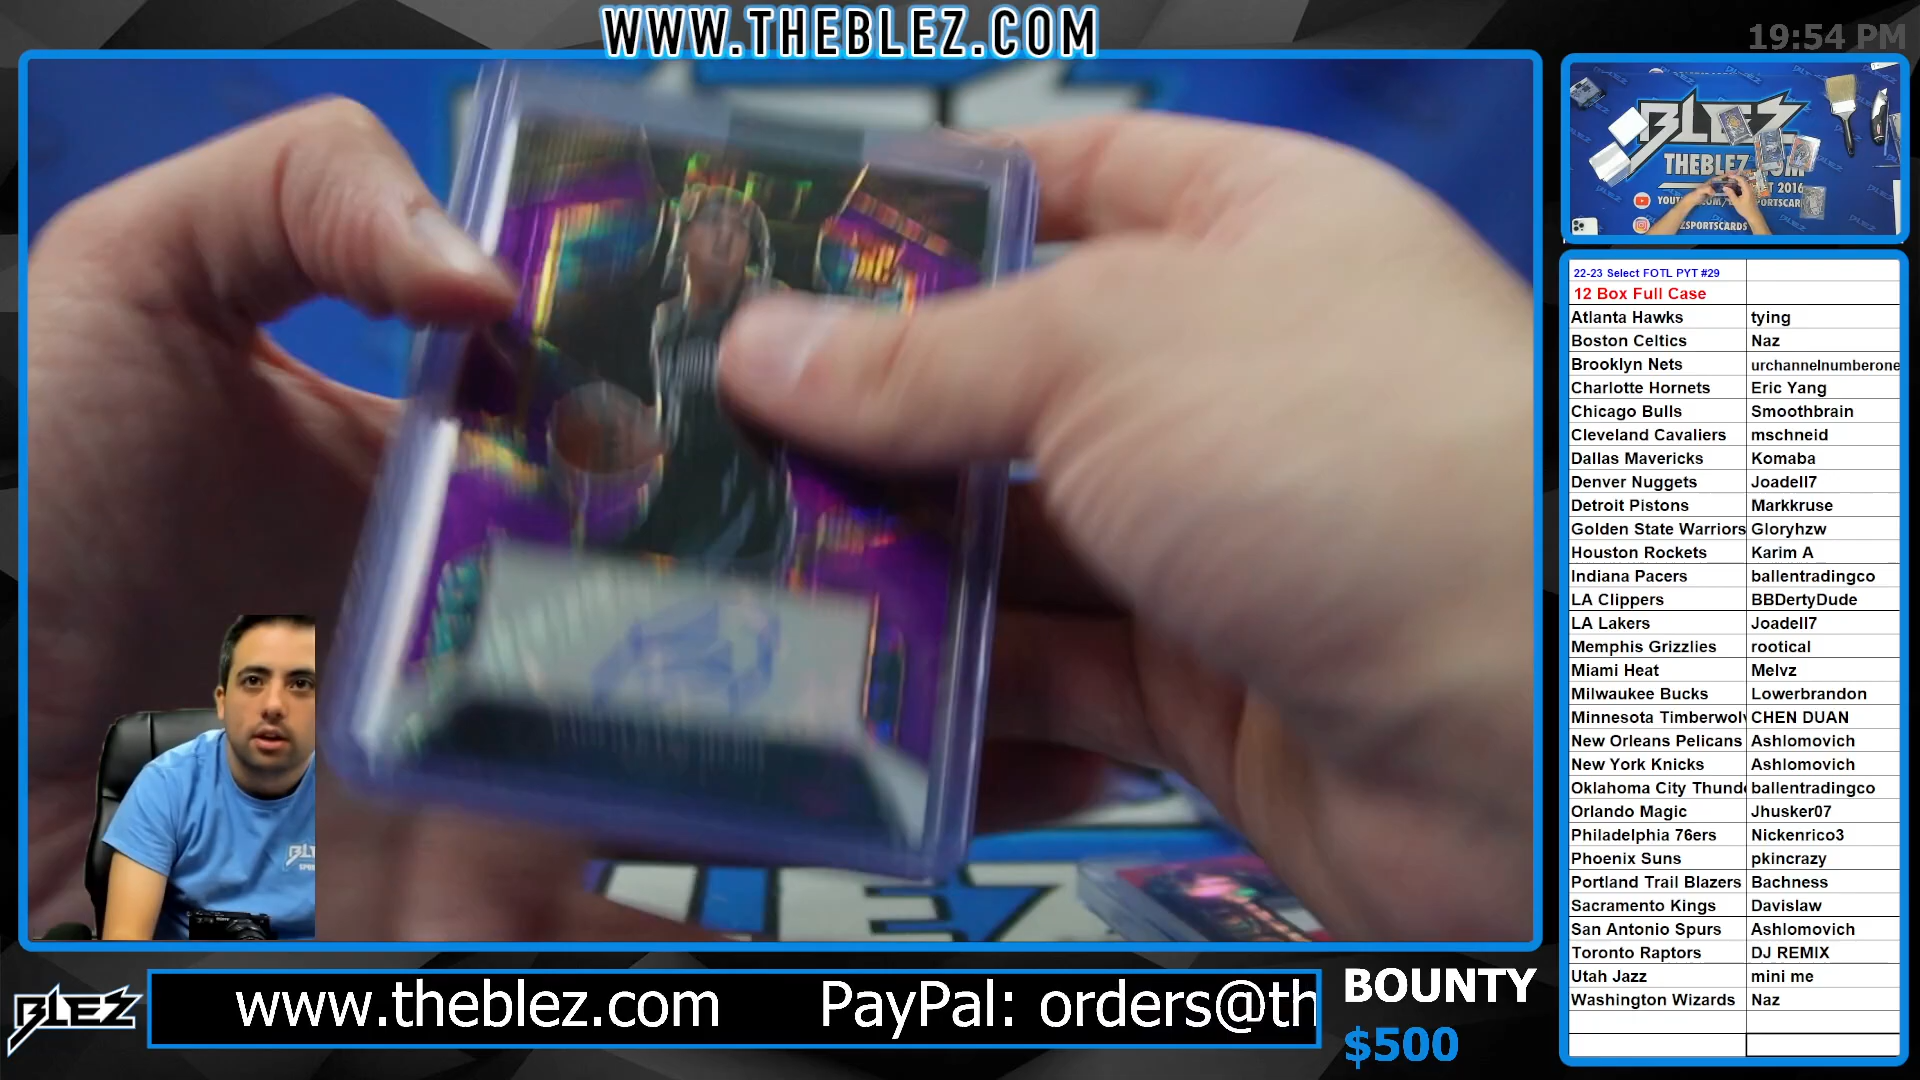 WWW.THEBLEZ.COM
19:54 PM
BLEZ
THEBLEZ.COM
22-23 Select FOTL PYT #29
12 Box Full Case
Atlanta Hawks tying
Boston Celtics Naz
Brooklyn Nets urchannelnumberone
Charlotte Hornets Eric Yang
Chicago Bulls Smoothbrain
Cleveland Cavaliers mschneid
Dallas Mavericks Komaba
Denver Nuggets Joadell7
Detroit Pistons Markkruse
Golden State Warriors Gloryhzw
Houston Rockets Karim A
Indiana Pacers ballentradingco
LA Clippers BBDertyDude
LA Lakers Joadell7
Memphis Grizzlies rootical
Miami Heat Melvz
Milwaukee Bucks Lowerbrandon
Minnesota Timberwolv CHEN DUAN
New Orleans Pelicans Ashlomovich
New York Knicks Ashlomovich
Oklahoma City Thund ballentradingco
Orlando Magic Jhusker07
Philadelphia 76ers Nickenrico3
Phoenix Suns pkincrazy
Portland Trail Blazers Bachness
Sacramento Kings Davislaw
San Antonio Spurs Ashlomovich
Toronto Raptors DJ REMIX
Utah Jazz mini me
Washington Wizards Naz
BLEZ
www.theblez.com PayPal: orders@th
BOUNTY
$500